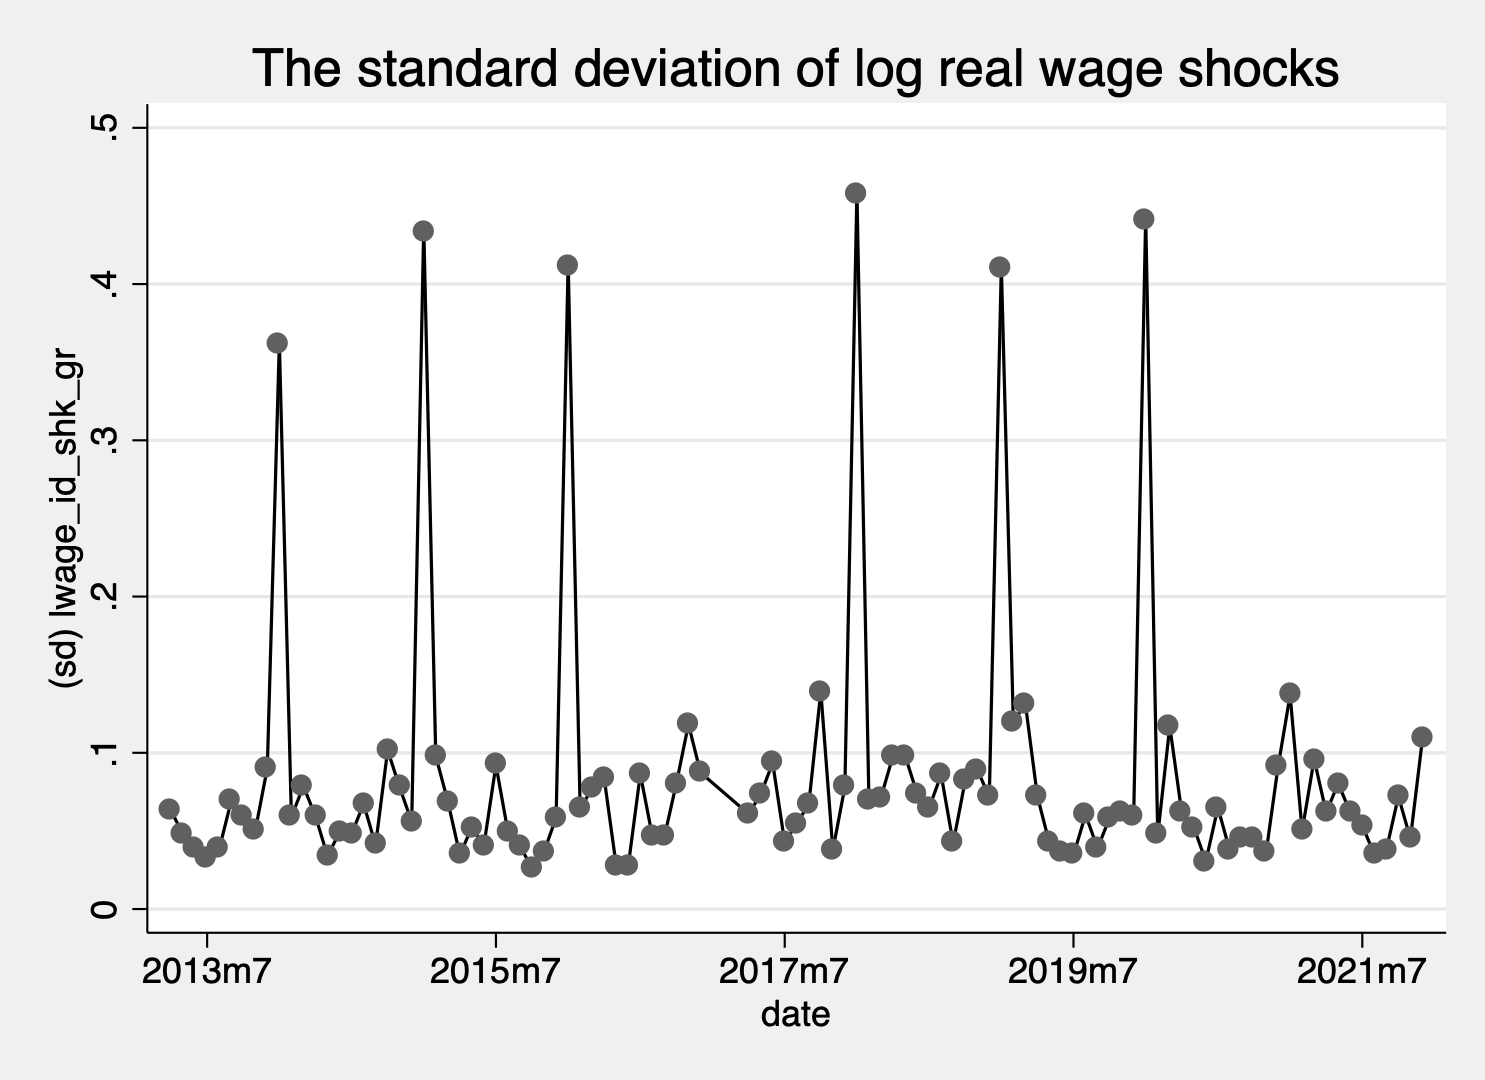 The standard deviation of log real wage shocks
(sd) lwage_id_shk_gr
.5
.4
.3
.2
.1
0
2013m7 2015m7 2017m7 2019m7 2021m7
date